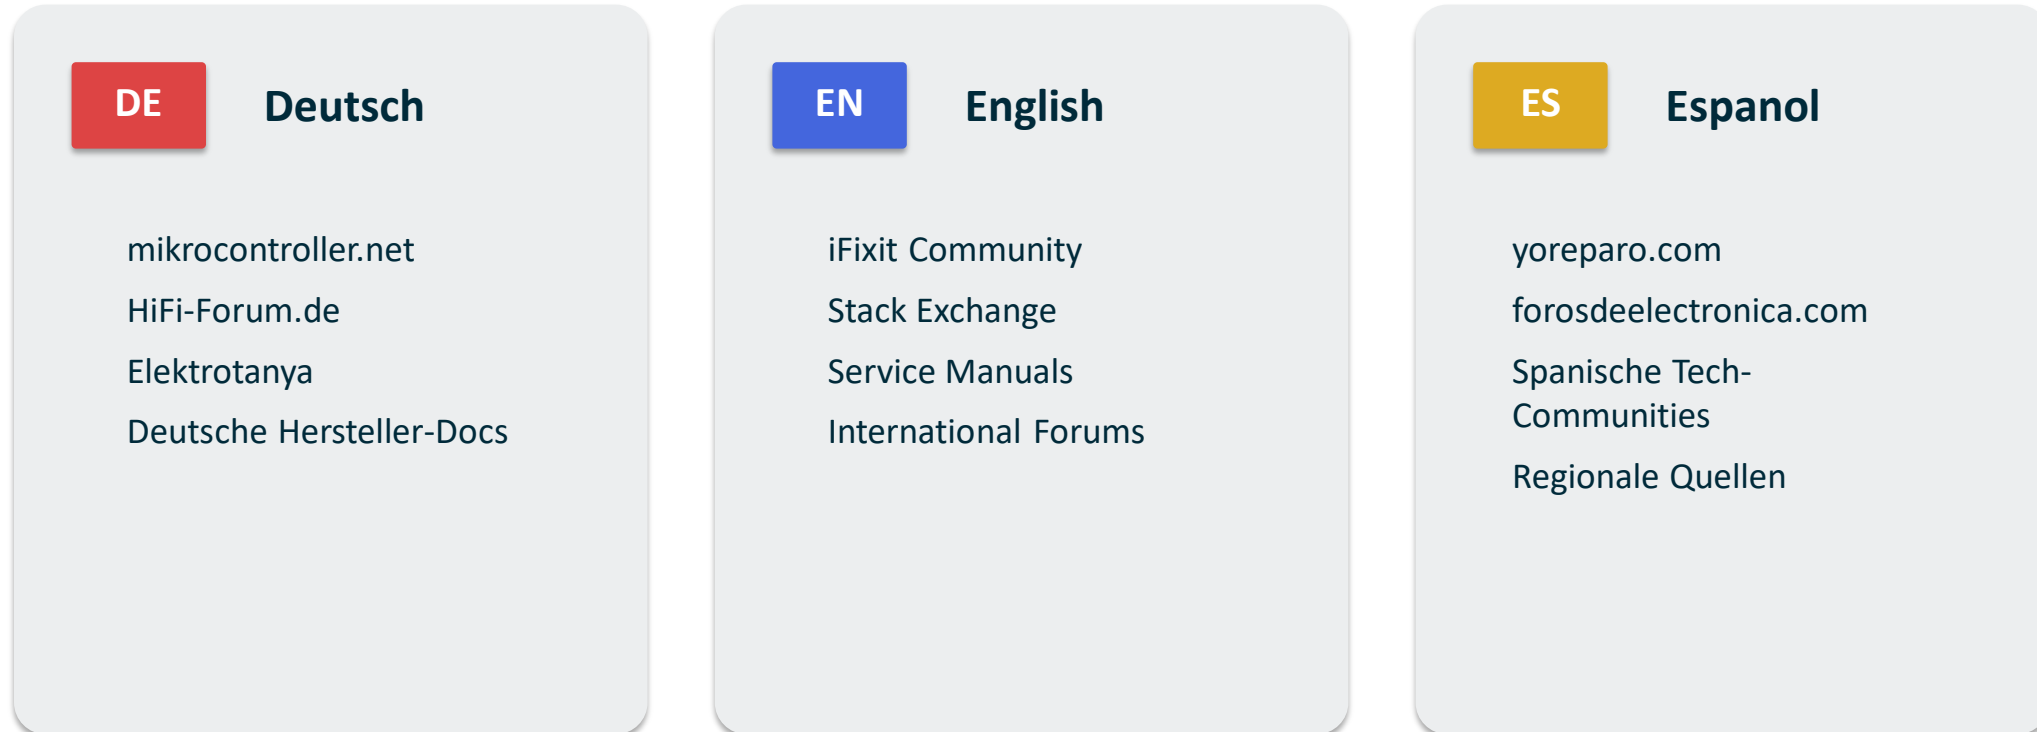 DE
Deutsch
mikrocontroller.net
HiFi-Forum.de
Elektrotanya
Deutsche Hersteller-Docs
EN
English
iFixit Community
Stack Exchange
Service Manuals
International Forums
ES
Espanol
yoreparo.com
forosdeelectronica.com
Spanische Tech-
Communities
Regionale Quellen